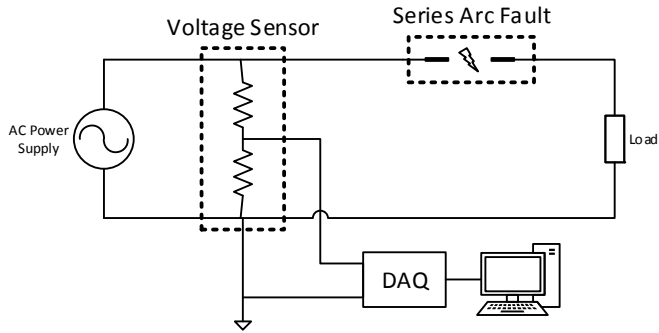 Series Arc Fault
Voltage Sensor
AC Power
Supply
Load
DAQ